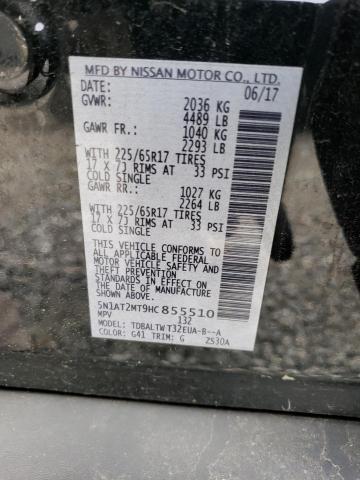 MFD BY NISSAN MOTOR CO., LTD.
DATE: 06/17
GVWR: 2036 KG
4489 LB
GAWR FR: 1040 KG
2293 LB
WITH 225/65R17 TIRES
17 X 7J RIMS AT 33 PSI
COLD SINGLE
GAWR RR: 1027 KG
2264 LB
WITH 225/65R17 TIRES
17 X 7J RIMS AT 33 PSI
COLD SINGLE
THIS VEHICLE CONFORMS TO
ALL APPLICABLE FEDERAL
MOTOR VEHICLE SAFETY AND
THEFT PREVENTION
STANDARDS IN EFFECT ON
THE DATE OF MANUFACTURE
SHOWN ABOVE.
5N1AT2MT9HC855510
MPV 132
MODEL: TDBALTW T32EUA-B--A
COLOR: G41 TRIM: G ZS30A